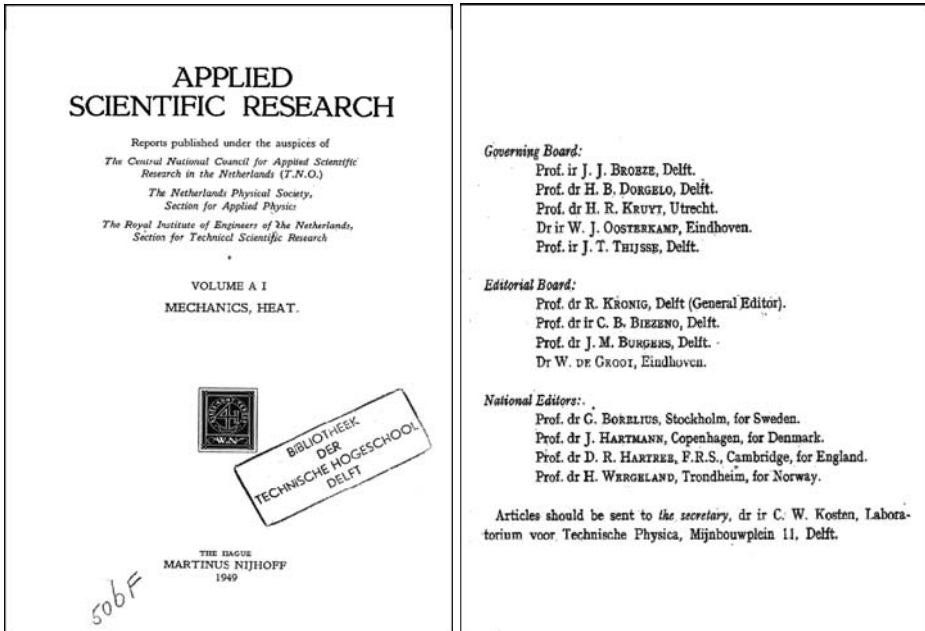 APPLIED
SCIENTIFIC RESEARCH
Reports published under the auspices of
The Central National Council for Applied Scientific
Research in the Netherlands (T.N.O.)
The Netherlands Physical Society,
Section for Applied Physics
The Royal Institute of Engineers of the Netherlands,
Section for Technical Scientific Research
VOLUME A I
MECHANICS, HEAT.
W.N
BIBLIOTHEEK
DER
TECHNISCHE HOGESCHOOL
DELFT
THE HAGUE
MARTINUS NIJHOFF
1949
506F
Governing Board:
Prof. ir J. J. BROEZE, Delft.
Prof. dr H. B. DORGELO, Delft.
Prof. dr H. R. KRUYT, Utrecht.
Dr ir W. J. OOSTERKAMP, Eindhoven.
Prof. ir J. T. THIJSSE, Delft.
Editorial Board:
Prof. dr R. KRONIG, Delft (General Editor).
Prof. dr ir C. B. BIEZENO, Delft.
Prof. dr J. M. BURGERS, Delft.
Dr W. DE GROOT, Eindhoven.
National Editors:
Prof. dr G. BORELIUS, Stockholm, for Sweden.
Prof. dr J. HARTMANN, Copenhagen, for Denmark.
Prof. dr D. R. HARTREE, F.R.S., Cambridge, for England.
Prof. dr H. WERGELAND, Trondheim, for Norway.
Articles should be sent to the secretary, dr ir C. W. Kosten, Labora-
torium voor Technische Physica, Mijnbouwplein 11, Delft.